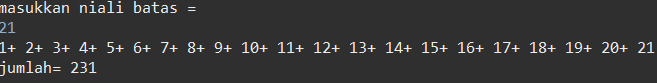 masukkan niali batas =
21
1+ 2+ 3+ 4+ 5+ 6+ 7+ 8+ 9+ 10+ 11+ 12+ 13+ 14+ 15+ 16+ 17+ 18+ 19+ 20+ 21
jumlah= 231